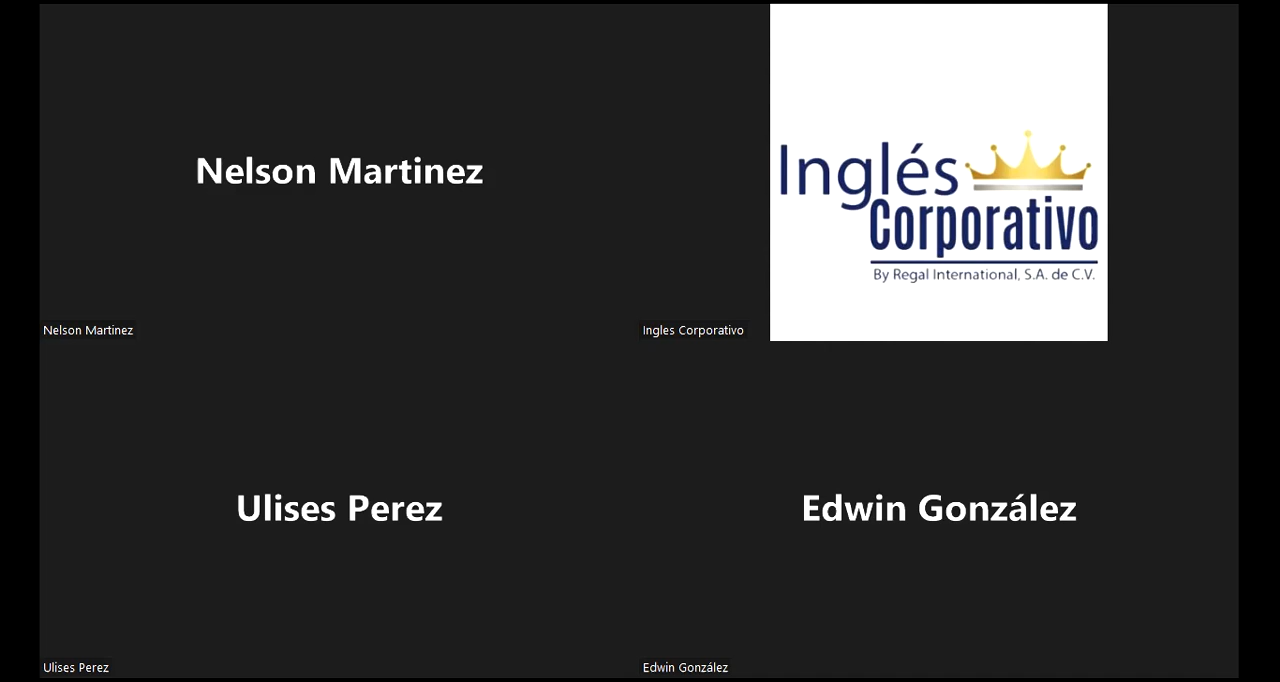 Nelson Martinez
Nelson Martinez
Inglés
Corporativo
By Regal International, S.A. de C.V.
Ingles Corporativo
Ulises Perez
Ulises Perez
Edwin González
Edwin González